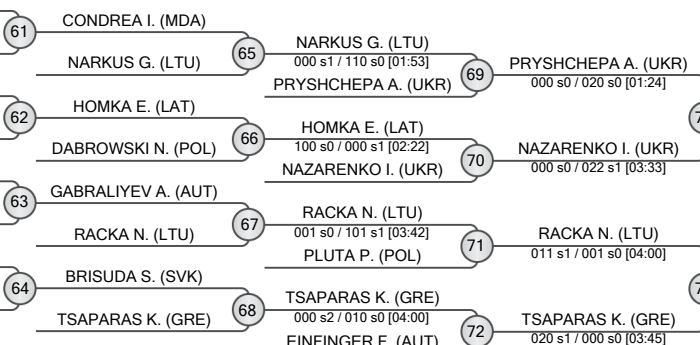 61
CONDREA I. (MDA)
NARKUS G. (LTU)
65
NARKUS G. (LTU)
000 s1 / 110 s0 [01:53]
PRYSHCHEPA A. (UKR)
69
PRYSHCHEPA A. (UKR)
000 s0 / 020 s0 [01:24]
62
HOMKA E. (LAT)
DABROWSKI N. (POL)
66
HOMKA E. (LAT)
100 s0 / 000 s1 [02:22]
NAZARENKO I. (UKR)
70
NAZARENKO I. (UKR)
000 s0 / 022 s1 [03:33]
63
GABRALIYEV A. (AUT)
RACKA N. (LTU)
67
RACKA N. (LTU)
001 s0 / 101 s1 [03:42]
PLUTA P. (POL)
71
RACKA N. (LTU)
011 s1 / 001 s0 [04:00]
64
BRISUDA S. (SVK)
TSAPARAS K. (GRE)
68
TSAPARAS K. (GRE)
000 s2 / 010 s0 [04:00]
EINFINGER F. (AUT)
72
TSAPARAS K. (GRE)
020 s1 / 000 s0 [03:45]